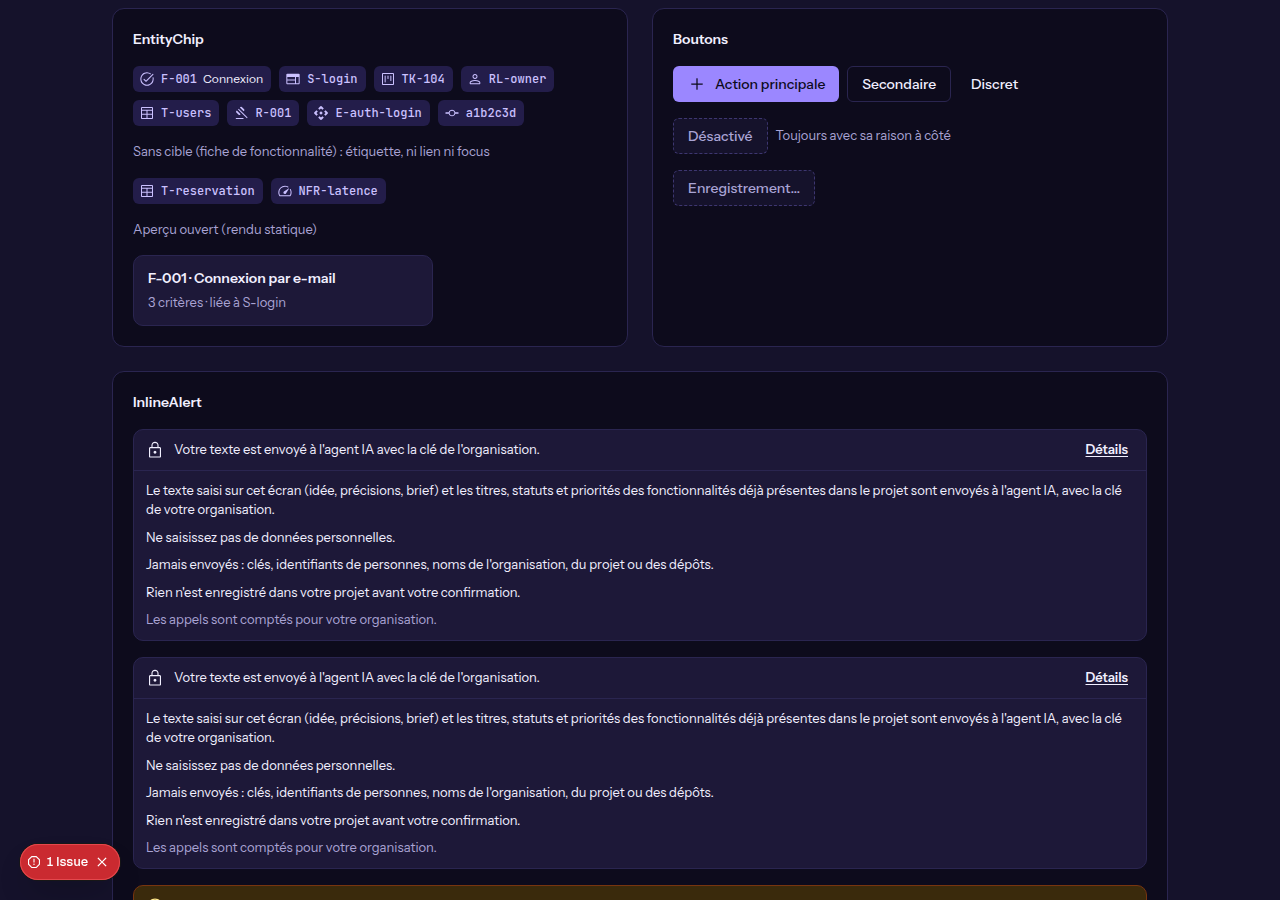 EntityChip
F-001 Connexion
S-login
TK-104
RL-owner
T-users
R-001
E-auth-login
a1b2c3d
Sans cible (fiche de fonctionnalité) : étiquette, ni lien ni focus
T-reservation
NFR-latence
Aperçu ouvert (rendu statique)
F-001 · Connexion par e-mail
3 critères · liée à S-login
Boutons
Action principale
Secondaire
Discret
Désactivé
Toujours avec sa raison à côté
Enregistrement…
InlineAlert
Votre texte est envoyé à l'agent IA avec la clé de l'organisation.
Détails
Le texte saisi sur cet écran (idée, précisions, brief) et les titres, statuts et priorités des fonctionnalités déjà présentes dans le projet sont envoyés à l'agent IA, avec la clé
de votre organisation.
Ne saisissez pas de données personnelles.
Jamais envoyés : clés, identifiants de personnes, noms de l'organisation, du projet ou des dépôts.
Rien n'est enregistré dans votre projet avant votre confirmation.
Les appels sont comptés pour votre organisation.
Votre texte est envoyé à l'agent IA avec la clé de l'organisation.
Détails
Le texte saisi sur cet écran (idée, précisions, brief) et les titres, statuts et priorités des fonctionnalités déjà présentes dans le projet sont envoyés à l'agent IA, avec la clé
de votre organisation.
Ne saisissez pas de données personnelles.
Jamais envoyés : clés, identifiants de personnes, noms de l'organisation, du projet ou des dépôts.
Rien n'est enregistré dans votre projet avant votre confirmation.
Les appels sont comptés pour votre organisation.
1 Issue